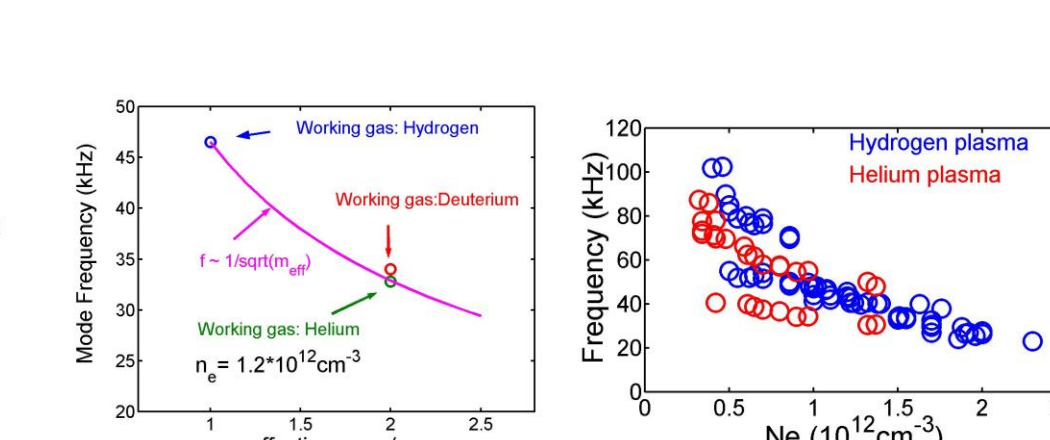 50
45
40
35
30
25
20
Mode Frequency (kHz)
Working gas: Hydrogen
Working gas:Deuterium
f ~ 1/sqrt(m_eff)
Working gas: Helium
n_e= 1.2*10^12cm^-3
1 1.5 2 2.5
120
100
80
60
40
20
0
Frequency (kHz)
Hydrogen plasma
Helium plasma
0 0.5 1 1.5 2
Ne (10^12cm^-3)